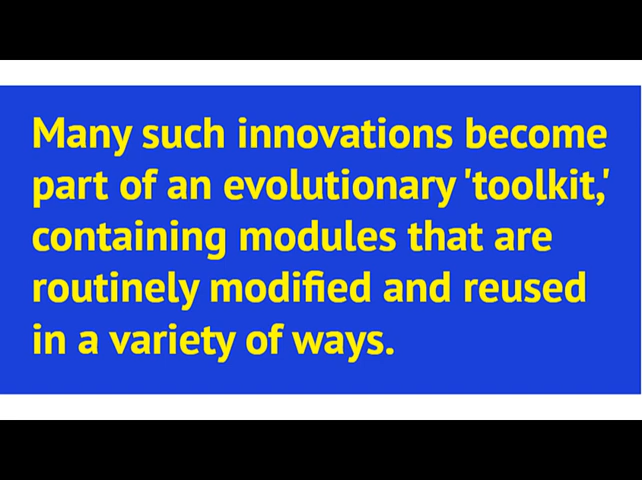 Many such innovations become
part of an evolutionary 'toolkit,'
containing modules that are
routinely modified and reused
in a variety of ways.